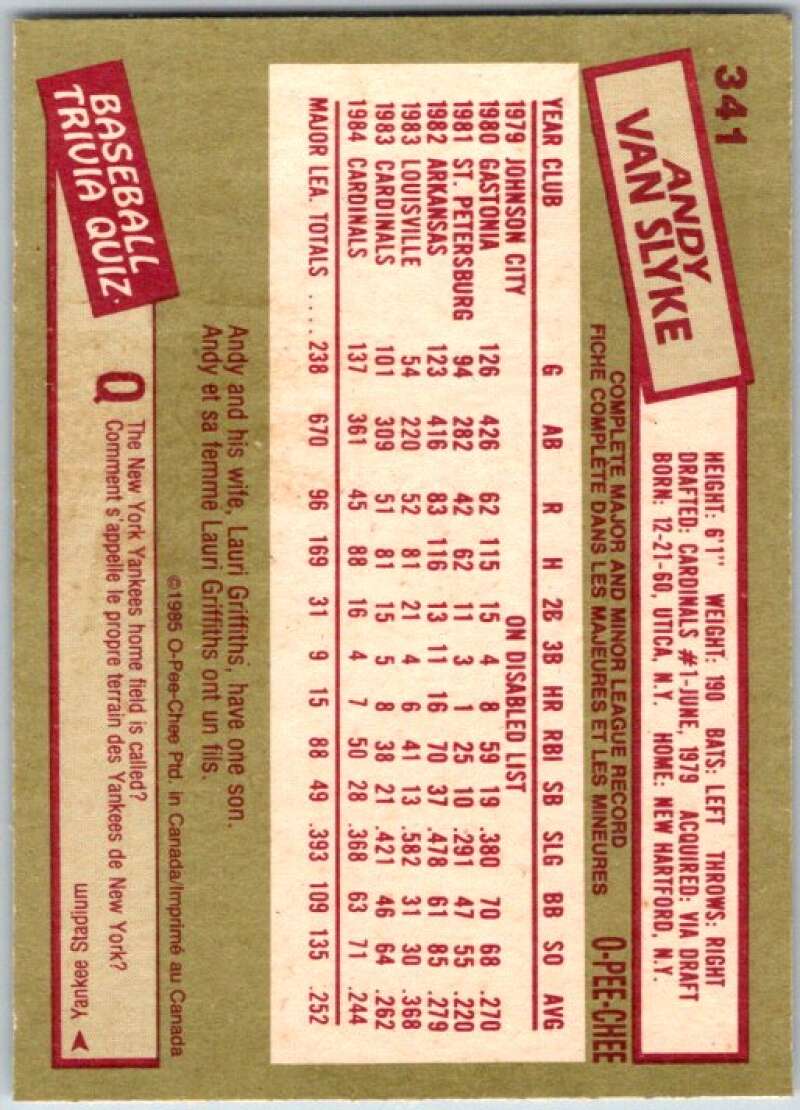 341
ANDY
VAN SLYKE
HEIGHT: 6'1" WEIGHT: 190 BATS: LEFT THROWS: RIGHT
DRAFTED: CARDINALS #1-JUNE, 1979 ACQUIRED: VIA DRAFT
BORN: 12-21-60, UTICA, N.Y. HOME: NEW HARTFORD, N.Y.
COMPLETE MAJOR AND MINOR LEAGUE RECORD
FICHE COMPLETE DANS LES MAJEURES ET LES MINEURES
O-PEE-CHEE
YEAR CLUB G AB R H 2B 3B HR RBI SB SLG BB SO AVG
1979 JOHNSON CITY ON DISABLED LIST
1980 GASTONIA 126 426 62 115 15 4 8 59 19 .380 70 68 .270
1981 ST. PETERSBURG 94 282 42 62 11 3 1 25 10 .291 47 55 .220
1982 ARKANSAS 123 416 83 116 13 11 16 70 37 .478 61 85 .279
1983 LOUISVILLE 54 220 52 81 21 4 6 41 13 .582 31 30 .368
1983 CARDINALS 101 309 51 81 15 5 8 38 21 .421 46 64 .262
1984 CARDINALS 137 361 45 88 16 4 7 50 28 .368 63 71 .244
MAJOR LEA. TOTALS .... 238 670 96 169 31 9 15 88 49 .393 109 135 .252
Andy and his wife, Lauri Griffiths, have one son.
Andy et sa femme Lauri Griffiths ont un fils.
©1985 O-Pee-Chee Ptd. in Canada/Imprimé au Canada
BASEBALL
TRIVIA QUIZ
Q The New York Yankees home field is called?
Comment s'appelle le propre terrain des Yankees de New York?
Yankee Stadium